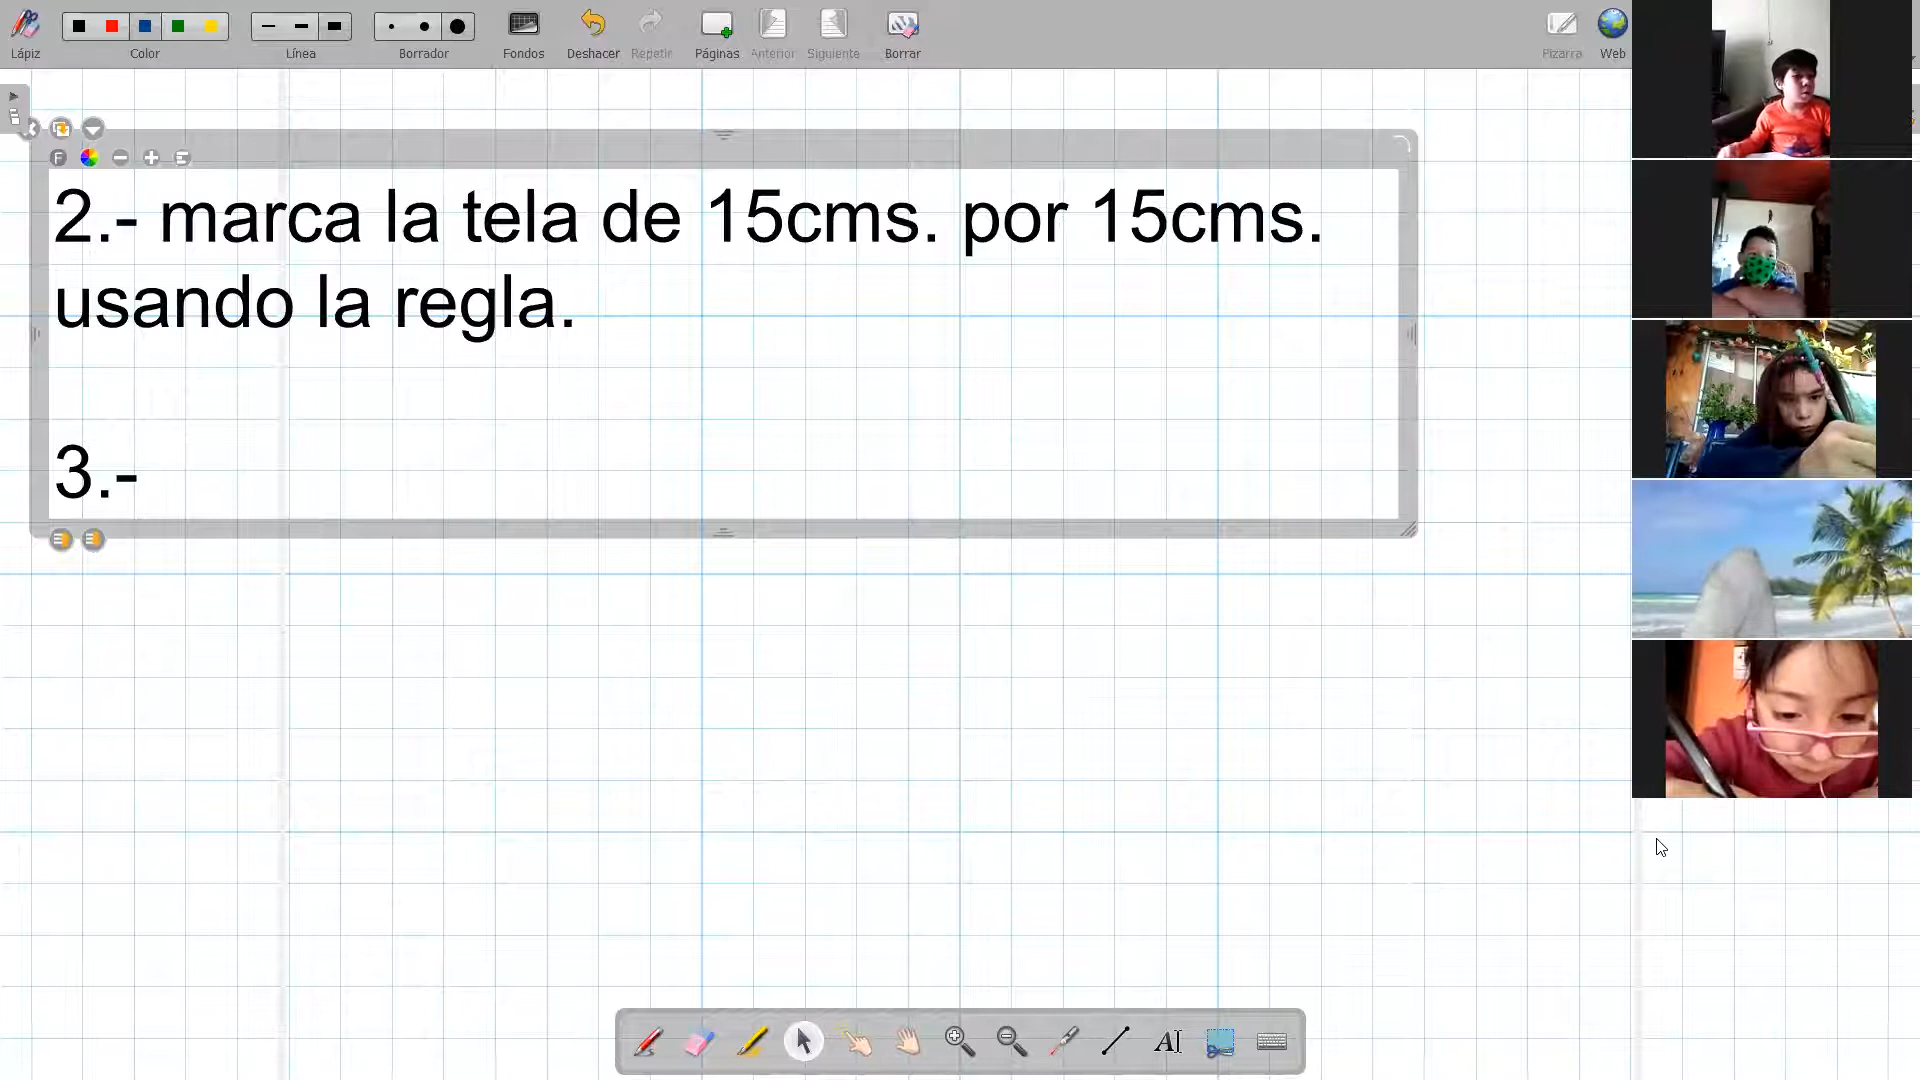 Lápiz Color Línea Borrador Fondos Deshacer Repetir Páginas Anterior Siguiente Borrar Pizarra Web
F
2.- marca la tela de 15cms. por 15cms.
usando la regla.
3.-
AI